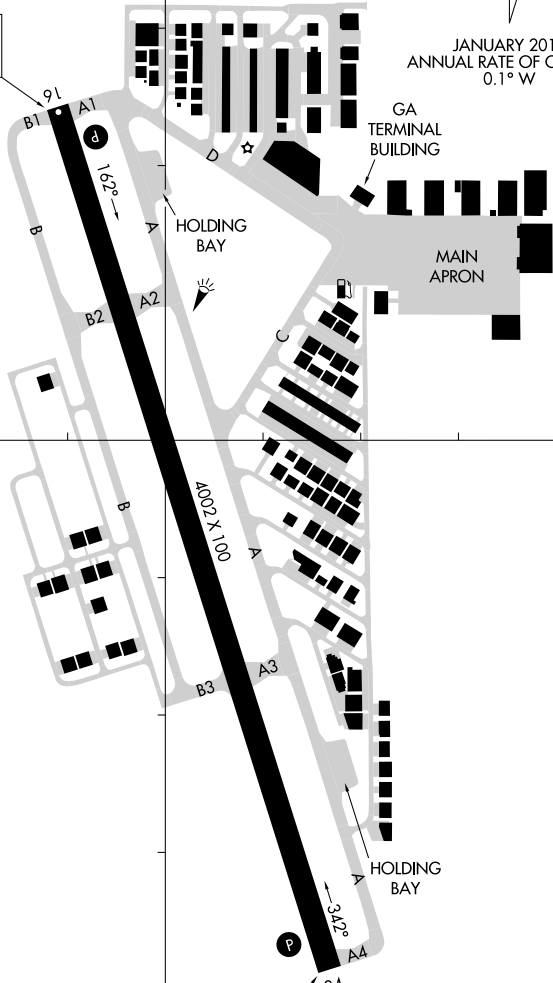 JANUARY 201
ANNUAL RATE OF C
0.1° W
16
B1
A1
P
GA
TERMINAL
BUILDING
D
162°
B
A
HOLDING
BAY
MAIN
APRON
B2
A2
C
4002 X 100
B
A
B3
A3
HOLDING
BAY
A
342°
P
A4